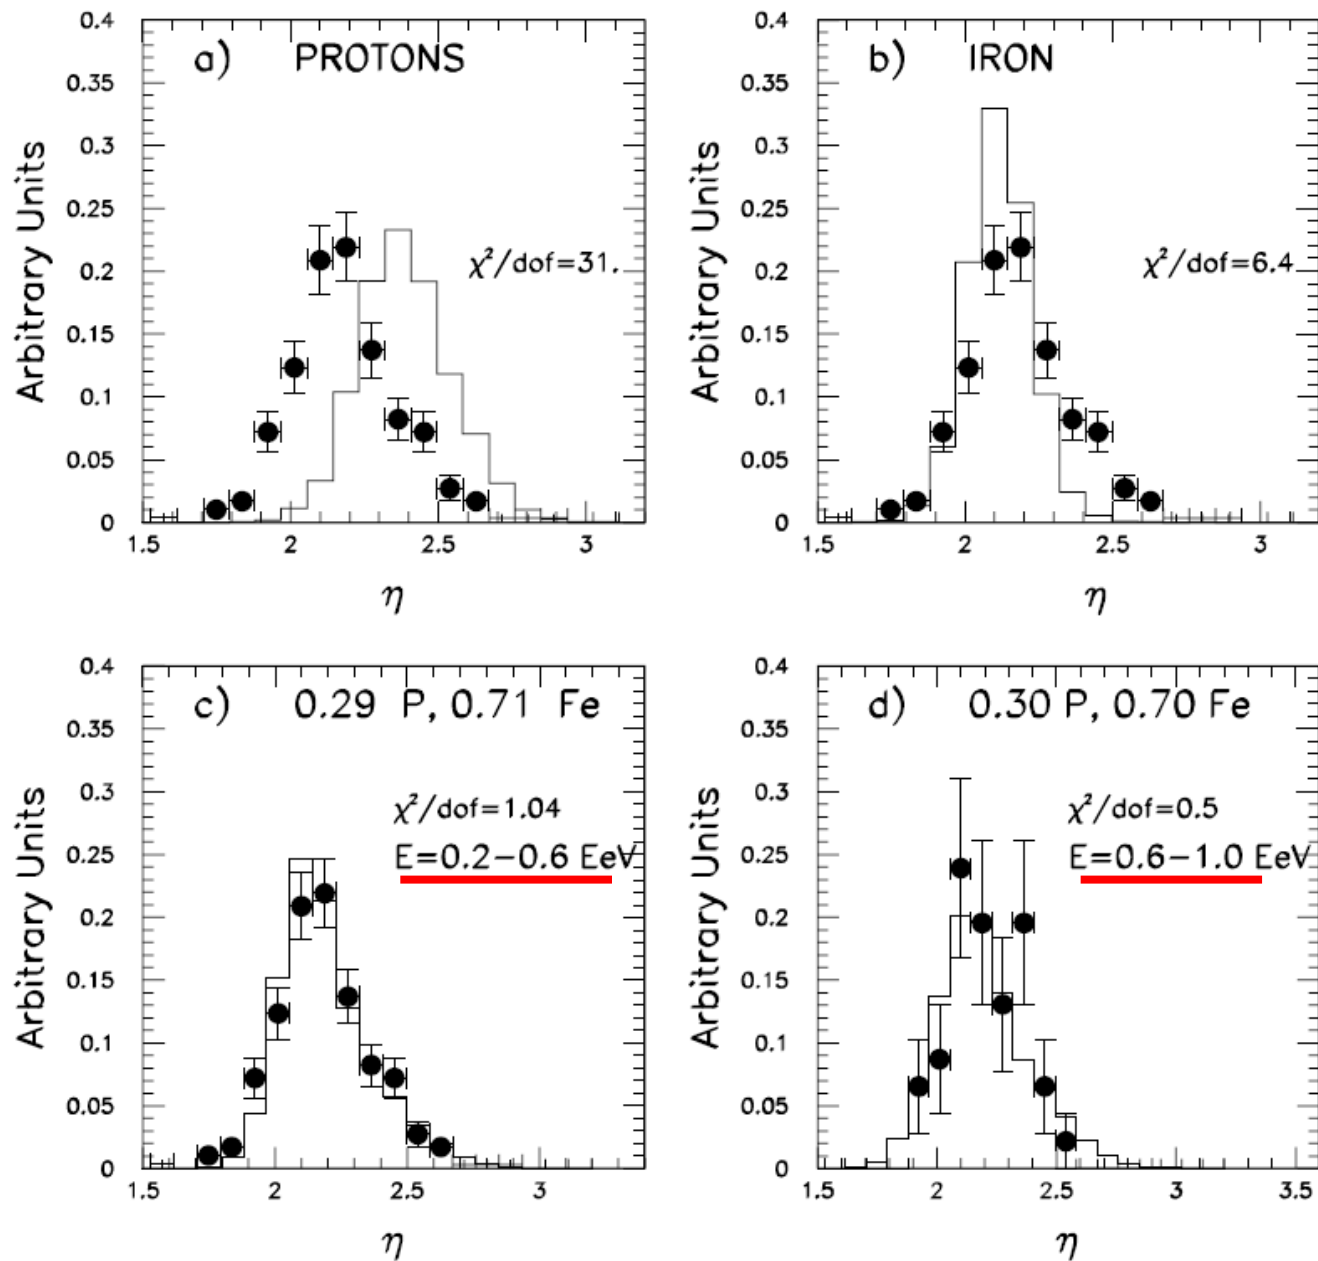 a) PROTONS
χ²/dof=31.
Arbitrary Units
0.4
0.35
0.3
0.25
0.2
0.15
0.1
0.05
0
1.5 2 2.5 3
η
b) IRON
χ²/dof=6.4
Arbitrary Units
0.4
0.35
0.3
0.25
0.2
0.15
0.1
0.05
0
1.5 2 2.5 3
η
c) 0.29 P, 0.71 Fe
χ²/dof=1.04
E=0.2−0.6 EeV
Arbitrary Units
0.4
0.35
0.3
0.25
0.2
0.15
0.1
0.05
0
1.5 2 2.5 3
η
d) 0.30 P, 0.70 Fe
χ²/dof=0.5
E=0.6−1.0 EeV
Arbitrary Units
0.4
0.35
0.3
0.25
0.2
0.15
0.1
0.05
0
1.5 2 2.5 3 3.5
η